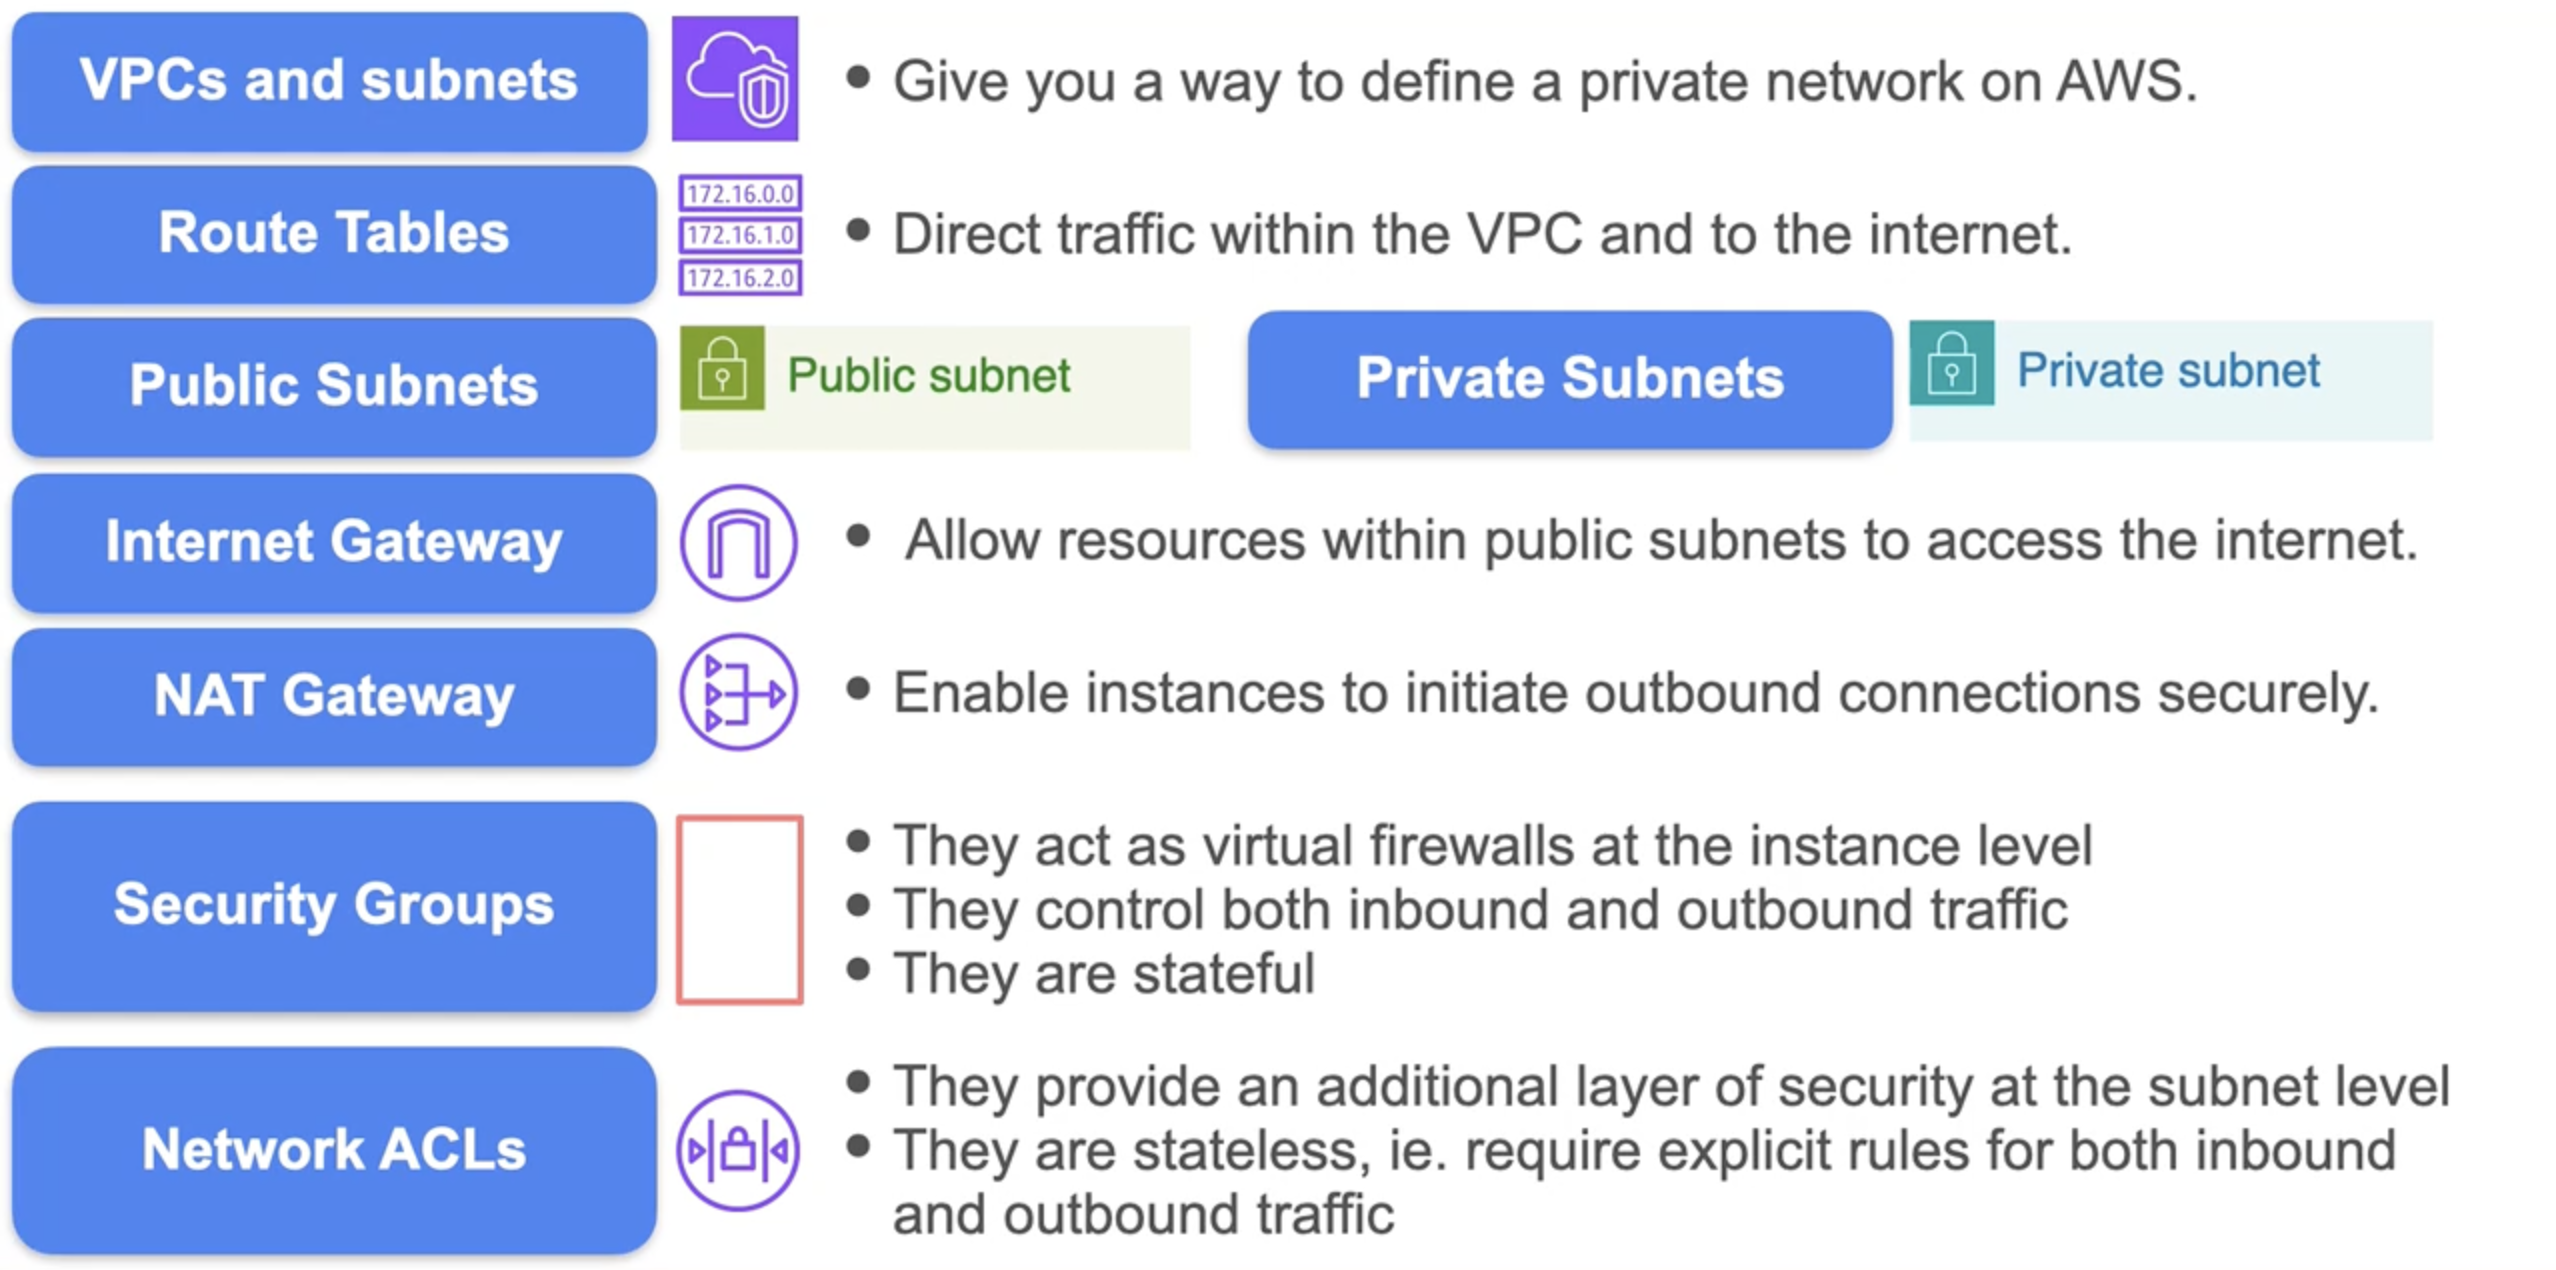 VPCs and subnets
• Give you a way to define a private network on AWS.
Route Tables
172.16.0.0
172.16.1.0
172.16.2.0
• Direct traffic within the VPC and to the internet.
Public Subnets
Public subnet
Private Subnets
Private subnet
Internet Gateway
• Allow resources within public subnets to access the internet.
NAT Gateway
• Enable instances to initiate outbound connections securely.
Security Groups
• They act as virtual firewalls at the instance level
• They control both inbound and outbound traffic
• They are stateful
Network ACLs
• They provide an additional layer of security at the subnet level
• They are stateless, ie. require explicit rules for both inbound
and outbound traffic